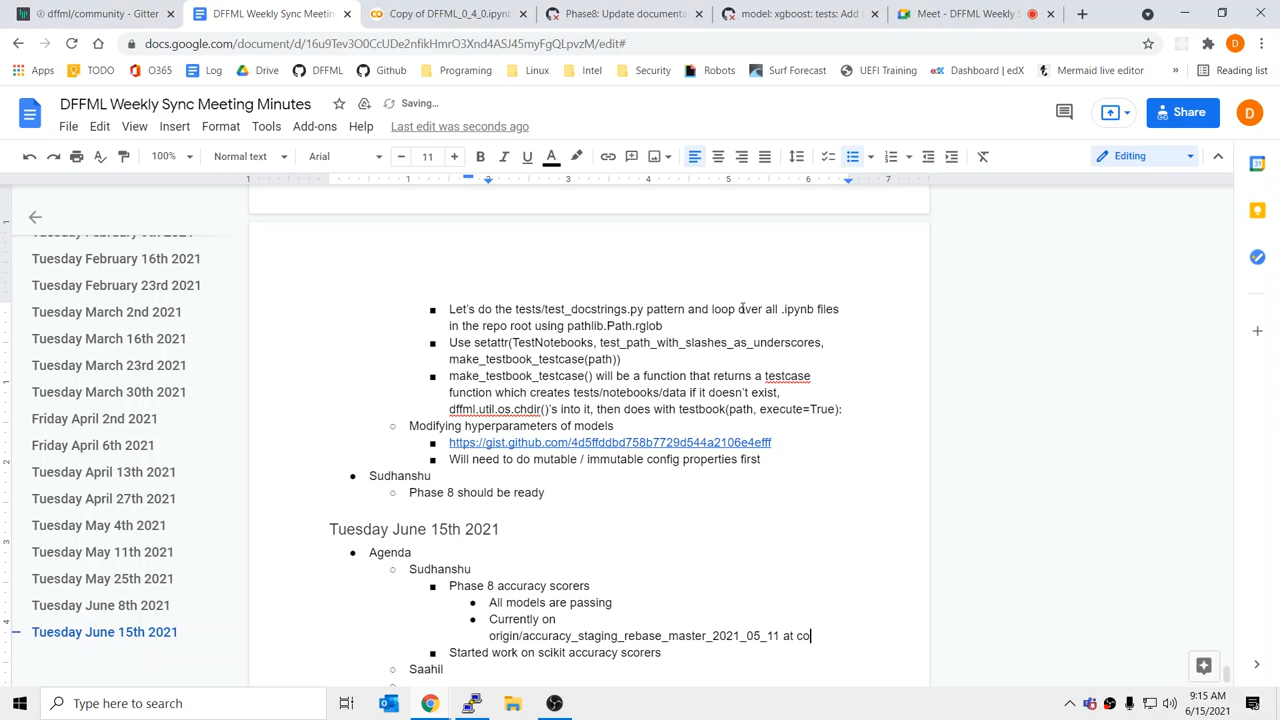 dffml/community - Gitter
DFFML Weekly Sync Meeting
Copy of DFFML_0_4_0.ipynb
Phase8: Update documenta
model: xgboost: tests: Add
Meet - DFFML Weekly S
docs.google.com/document/d/16u9Tev3O0CcUDe2nfikHmrO3Xnd4ASJ45myFgQLpvzM/edit#
Apps TODO O365 Log Drive DFFML Github Programing Linux Intel Security Robots Surf Forecast UEFI Training Dashboard | edX Mermaid live editor » Reading list
DFFML Weekly Sync Meeting Minutes Saving…
Share
D
File Edit View Insert Format Tools Add-ons Help Last edit was seconds ago
100% Normal text Arial 11 B I U A Editing
1 1 2 3 4 5 6 7
Tuesday February 16th 2021
Tuesday February 23rd 2021
Tuesday March 2nd 2021
Tuesday March 16th 2021
Tuesday March 23rd 2021
Tuesday March 30th 2021
Friday April 2nd 2021
Friday April 6th 2021
Tuesday April 13th 2021
Tuesday April 27th 2021
Tuesday May 4th 2021
Tuesday May 11th 2021
Tuesday May 25th 2021
Tuesday June 8th 2021
Tuesday June 15th 2021
Let's do the tests/test_docstrings.py pattern and loop over all .ipynb files
in the repo root using pathlib.Path.rglob
Use setattr(TestNotebooks, test_path_with_slashes_as_underscores,
make_testbook_testcase(path))
make_testbook_testcase() will be a function that returns a testcase
function which creates tests/notebooks/data if it doesn't exist,
dffml.util.os.chdir()'s into it, then does with testbook(path, execute=True):
Modifying hyperparameters of models
https://gist.github.com/4d5ffddbd758b7729d544a2106e4efff
Will need to do mutable / immutable config properties first
Sudhanshu
Phase 8 should be ready
Tuesday June 15th 2021
Agenda
Sudhanshu
Phase 8 accuracy scorers
All models are passing
Currently on
origin/accuracy_staging_rebase_master_2021_05_11 at co
Started work on scikit accuracy scorers
Saahil
Type here to search
9:15 AM
6/15/2021